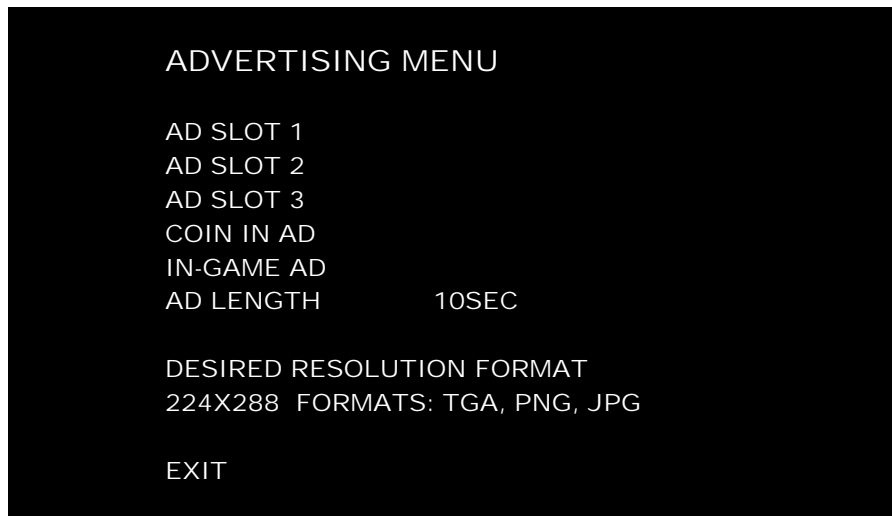 ADVERTISING MENU
AD SLOT 1
AD SLOT 2
AD SLOT 3
COIN IN AD
IN-GAME AD
AD LENGTH 10SEC
DESIRED RESOLUTION FORMAT
224X288 FORMATS: TGA, PNG, JPG
EXIT